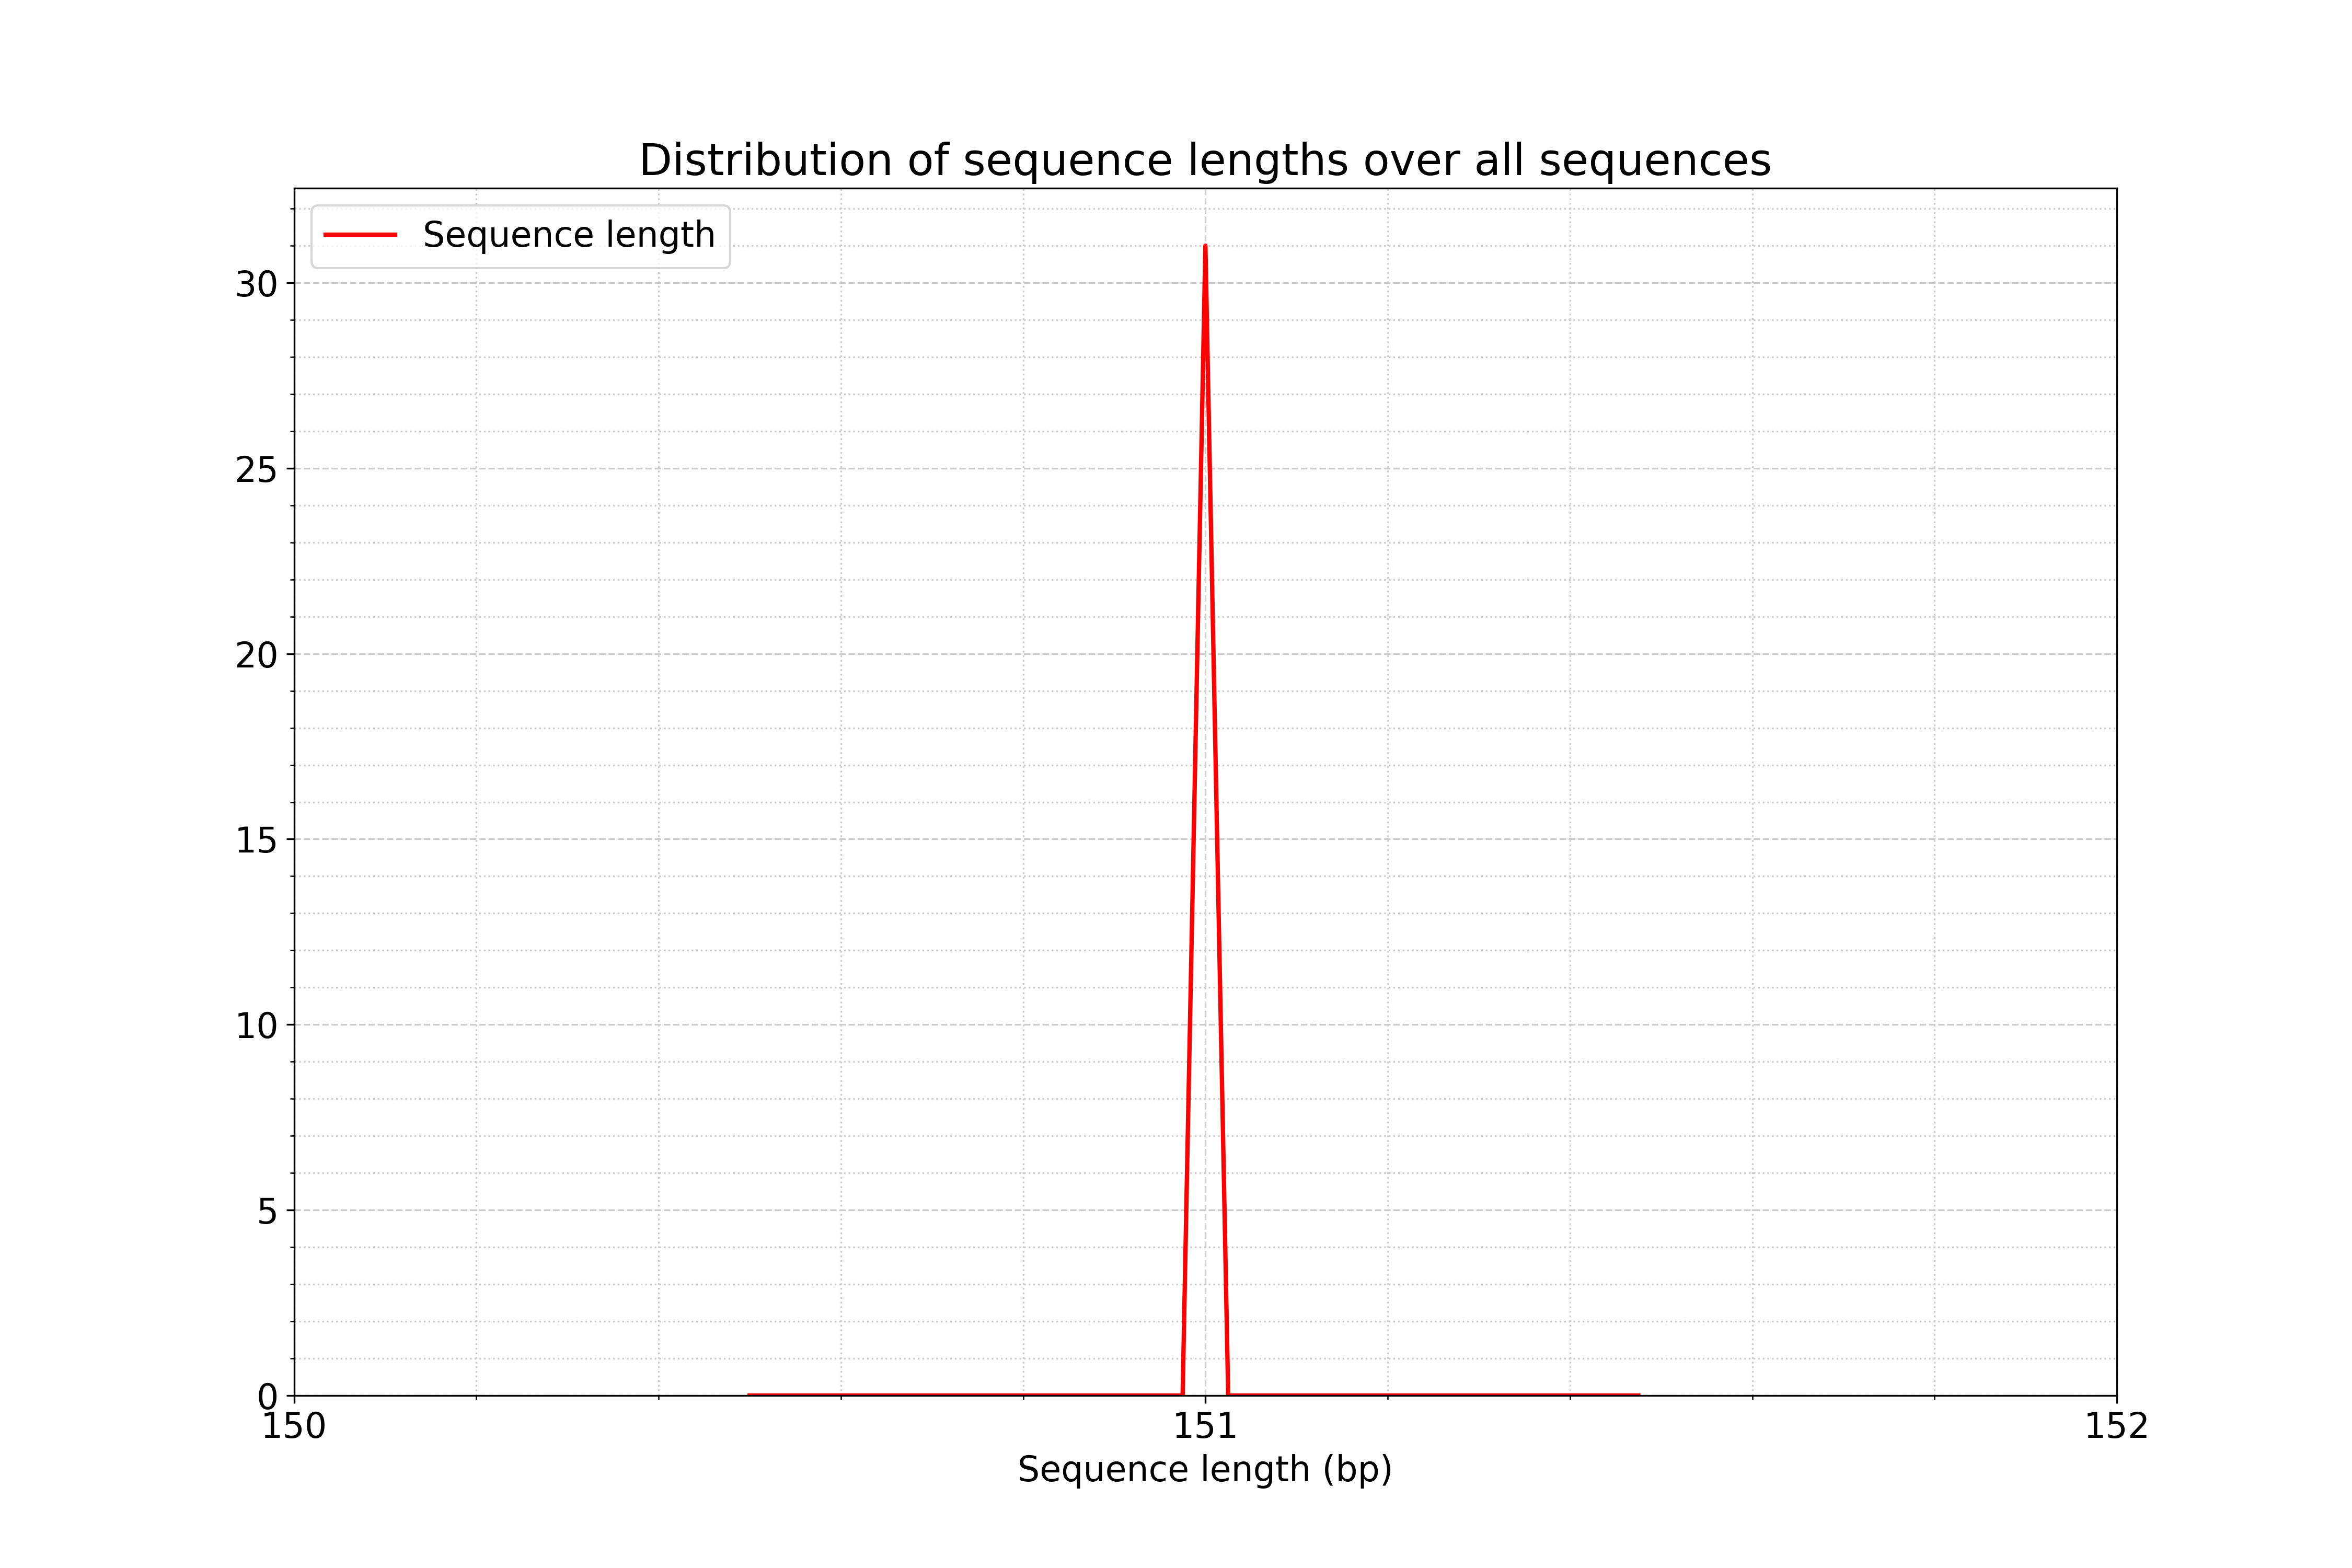 Distribution of sequence lengths over all sequences
Sequence length
30
25
20
15
10
5
0
150 151 152
Sequence length (bp)